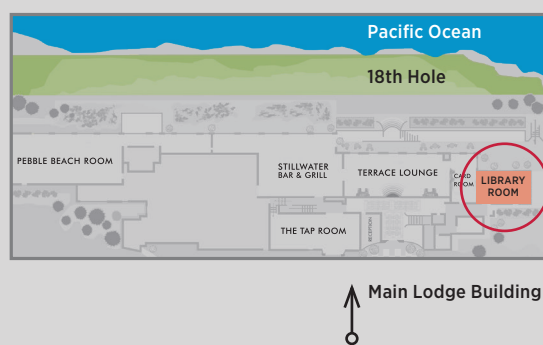 Pacific Ocean
18th Hole
PEBBLE BEACH ROOM
STILLWATER
BAR & GRILL
TERRACE LOUNGE
CARD
ROOM
LIBRARY
ROOM
THE TAP ROOM
RECEPTION
Main Lodge Building